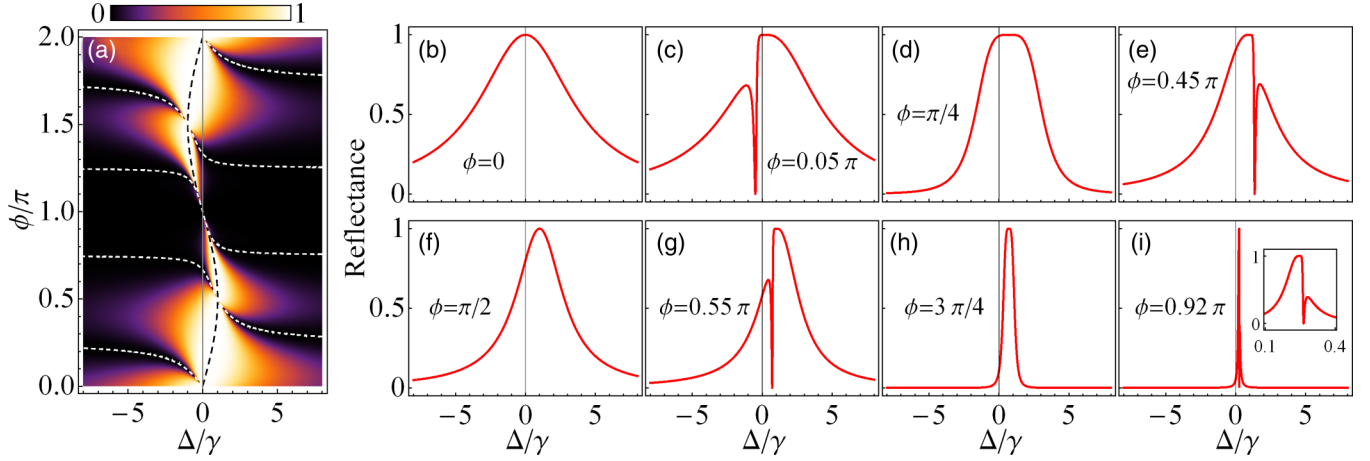 0 1
(a)
2.0
1.5
1.0
0.5
0.0
ϕ/π
−5 0 5
Δ/γ
Reflectance
1
0.5
0
(b)
ϕ=0
(c)
ϕ=0.05 π
(d)
ϕ=π/4
(e)
ϕ=0.45 π
1
0.5
0
(f)
ϕ=π/2
(g)
ϕ=0.55 π
(h)
ϕ=3 π/4
(i)
ϕ=0.92 π
1
0
0.1 0.4
−5 0 5
Δ/γ
−5 0 5
Δ/γ
−5 0 5
Δ/γ
−5 0 5
Δ/γ